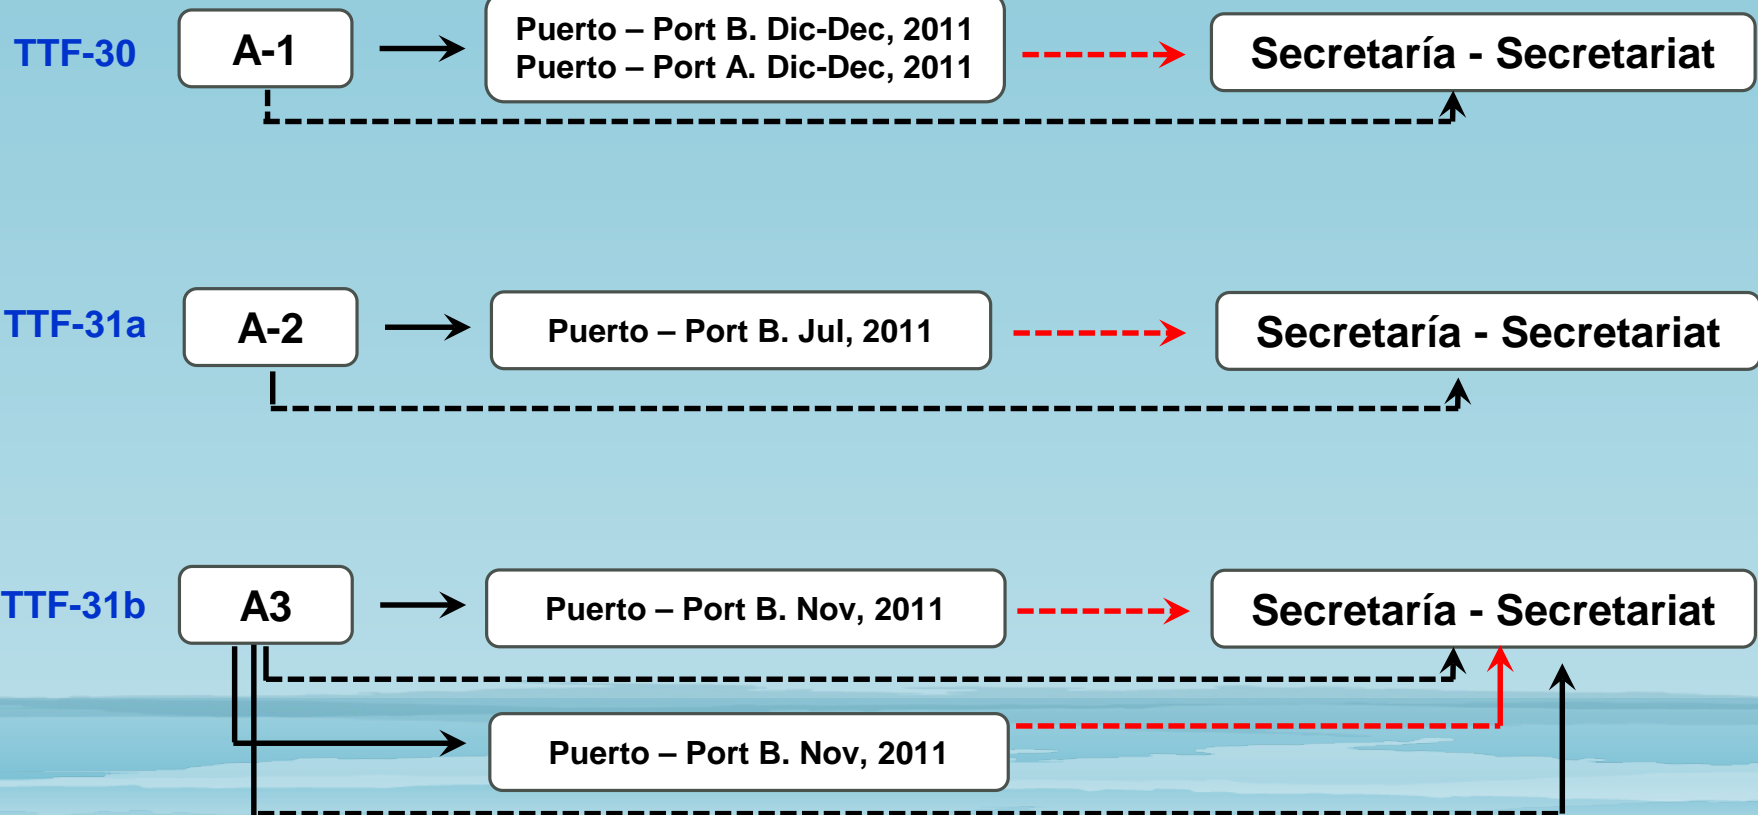 TTF-30
A-1
Puerto – Port B. Dic-Dec, 2011
Puerto – Port A. Dic-Dec, 2011
Secretaría - Secretariat
TTF-31a
A-2
Puerto – Port B. Jul, 2011
Secretaría - Secretariat
TTF-31b
A3
Puerto – Port B. Nov, 2011
Secretaría - Secretariat
Puerto – Port B. Nov, 2011